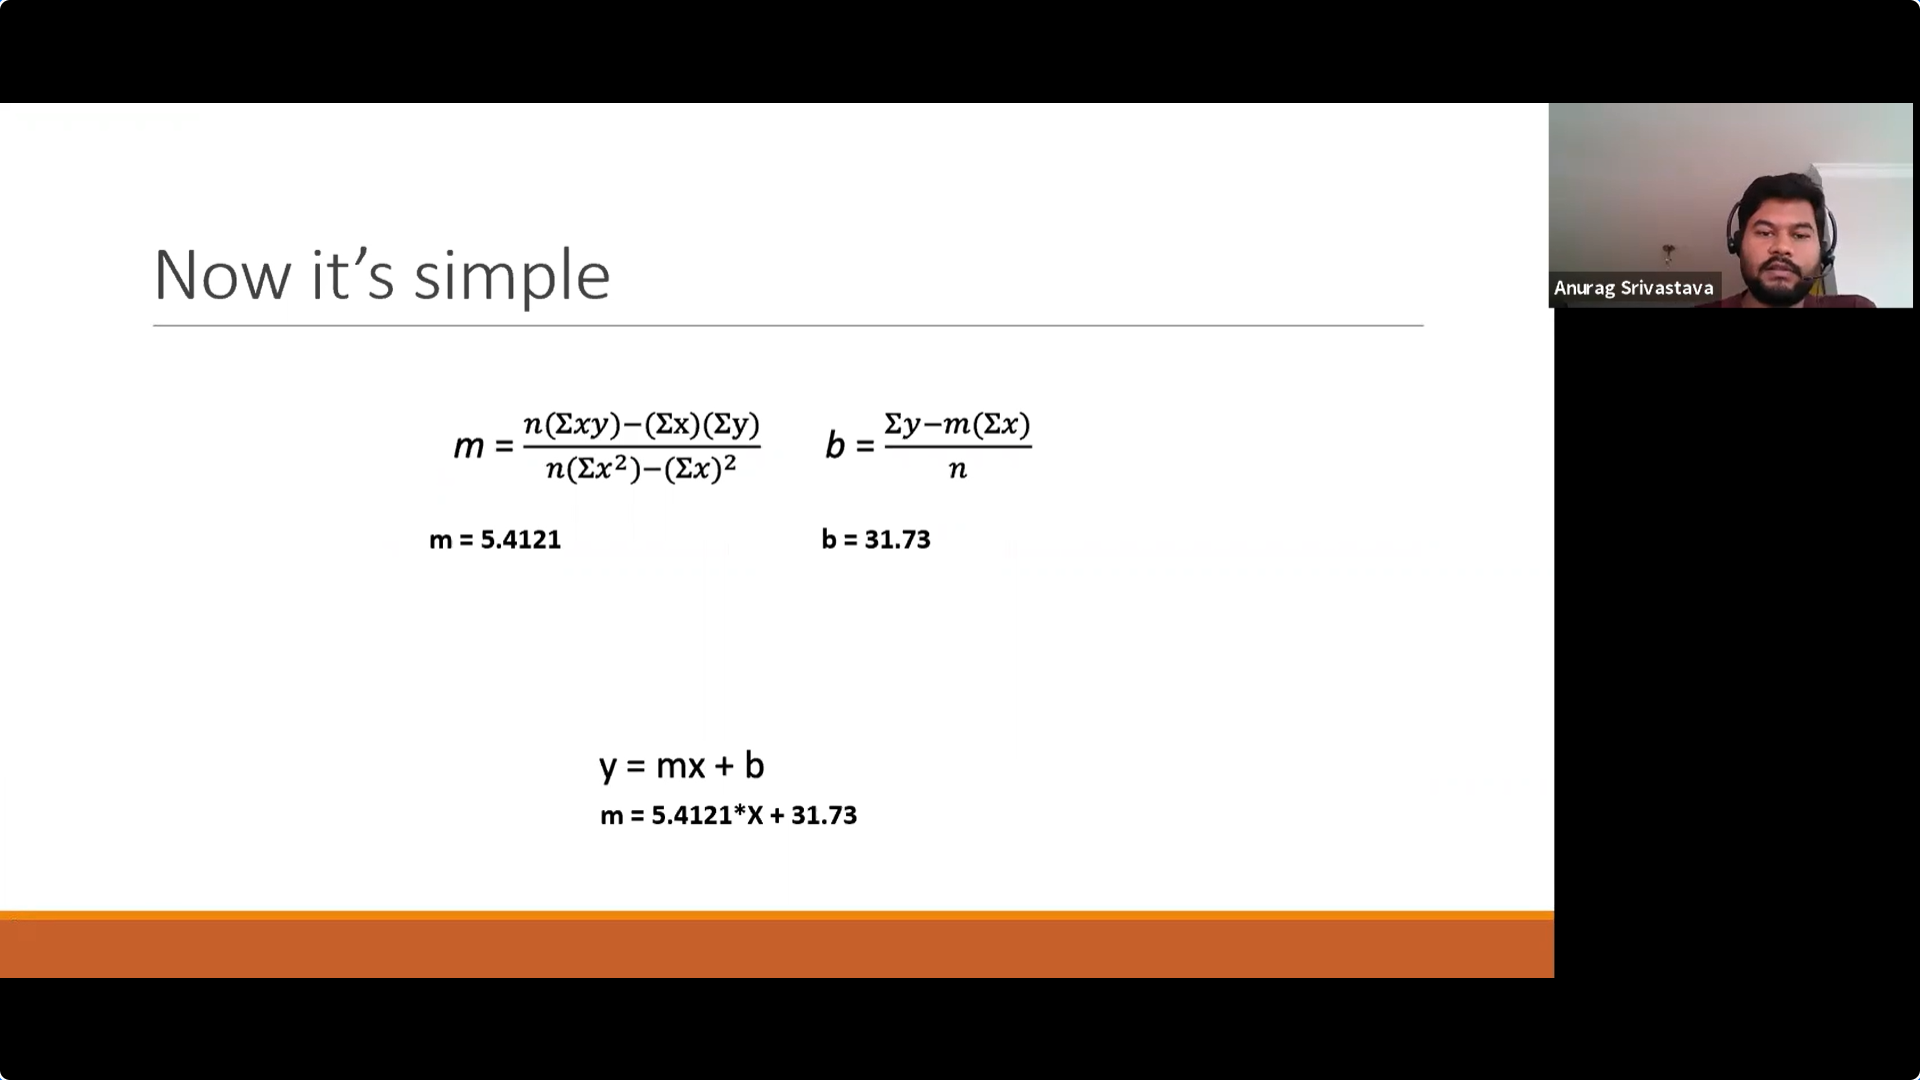 Now it's simple
m = n(Σxy)−(Σx)(Σy) / n(Σx²)−(Σx)²
b = Σy−m(Σx) / n
m = 5.4121
b = 31.73
y = mx + b
m = 5.4121*X + 31.73
Anurag Srivastava